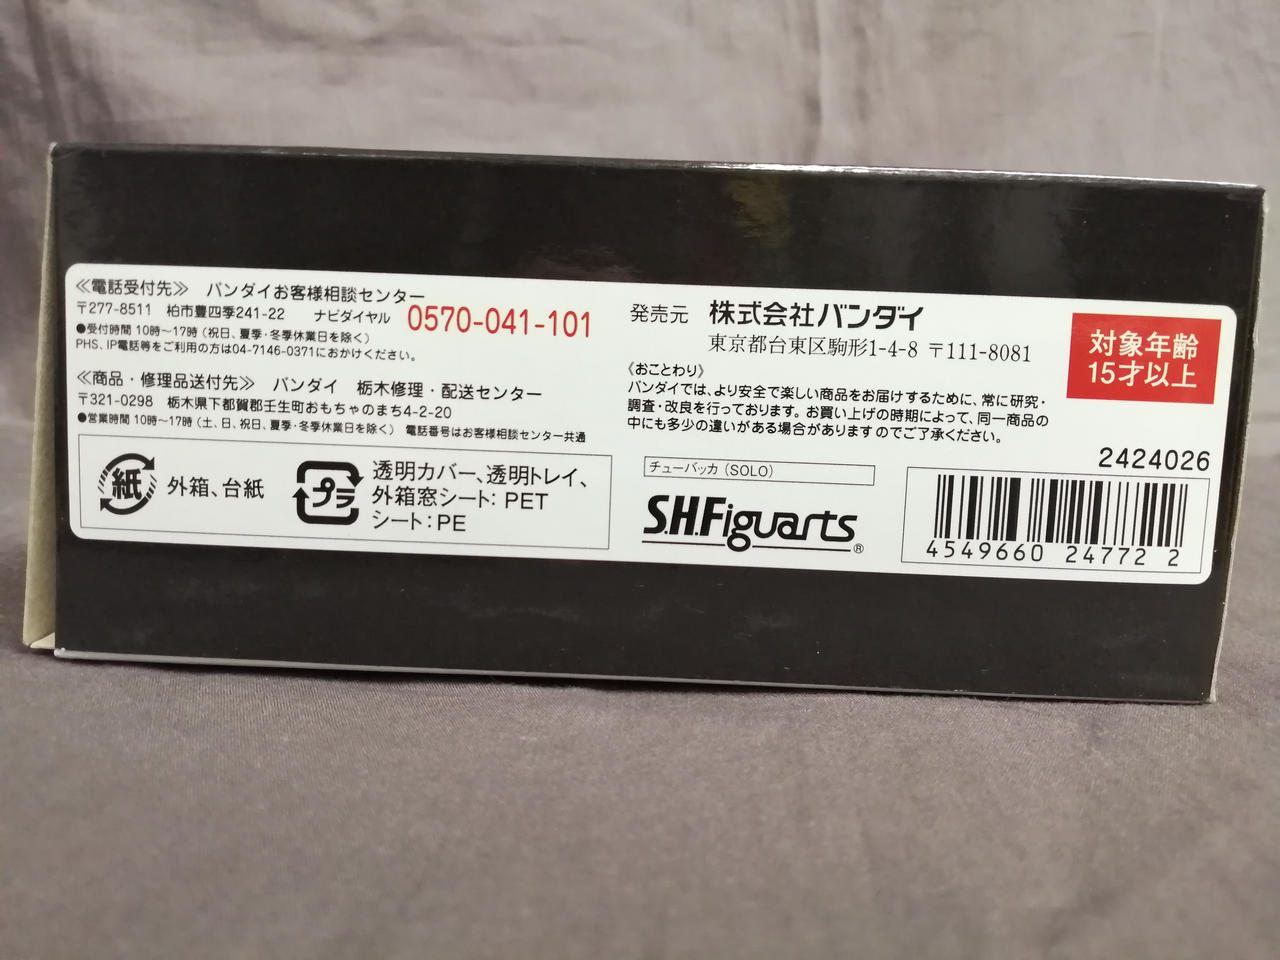 ≪電話受付先≫ バンダイお客様相談センター
〒277-8511 柏市豊四季241-22 ナビダイヤル 0570-041-101
●受付時間 10時〜17時（祝日、夏季・冬季休業日を除く）
PHS、IP電話等をご利用の方は04-7146-0371におかけください。
≪商品・修理品送付先≫ バンダイ 栃木修理・配送センター
〒321-0298 栃木県下都賀郡壬生町おもちゃのまち4-2-20
●営業時間 10時〜17時（土、日、祝日、夏季・冬季休業日を除く） 電話番号はお客様相談センター共通
紙
外箱、台紙
プラ
透明カバー、透明トレイ、
外箱窓シート：PET
シート：PE
発売元 株式会社バンダイ
東京都台東区駒形1-4-8 〒111-8081
《おことわり》
バンダイでは、より安全で楽しい商品をお届けするために、常に研究・
調査・改良を行っております。お買い上げの時期によって、同一商品の
中にも多少の違いがある場合がありますのでご了承ください。
対象年齢
15才以上
チューバッカ（SOLO）
S.H.Figuarts®
2424026
4549660 24772 2